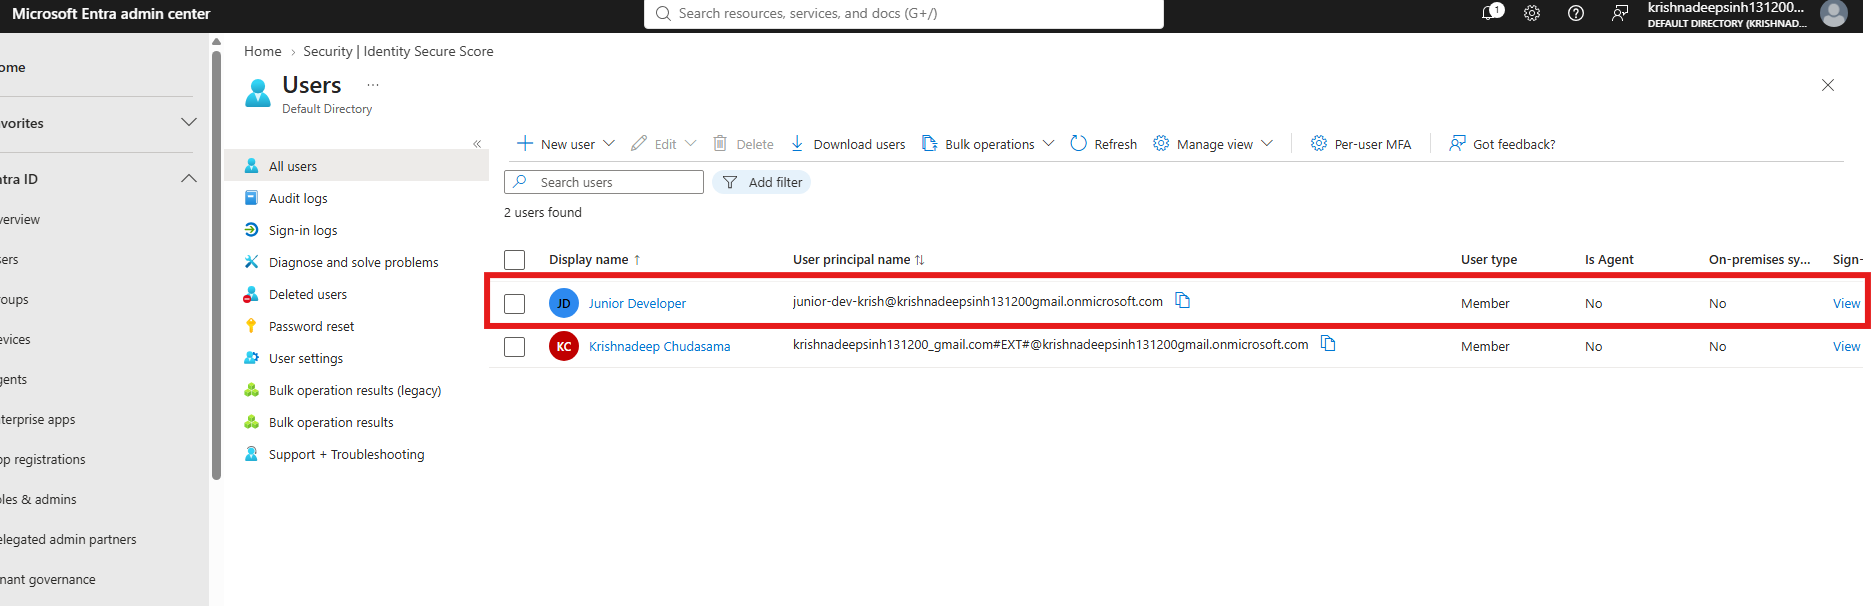 Microsoft Entra admin center
Search resources, services, and docs (G+/)
1
krishnadeepsinh131200...
DEFAULT DIRECTORY (KRISHNAD...
ome
vorites
ntra ID
verview
ers
roups
evices
gents
terprise apps
pp registrations
les & admins
elegated admin partners
nant governance
Home > Security | Identity Secure Score
Users ...
Default Directory
«
All users
Audit logs
Sign-in logs
Diagnose and solve problems
Deleted users
Password reset
User settings
Bulk operation results (legacy)
Bulk operation results
Support + Troubleshooting
New user Edit Delete Download users Bulk operations Refresh Manage view Per-user MFA Got feedback?
Search users Add filter
2 users found
Display name ↑ User principal name ↑↓ User type Is Agent On-premises sy... Sign-
JD Junior Developer junior-dev-krish@krishnadeepsinh131200gmail.onmicrosoft.com Member No No View
KC Krishnadeep Chudasama krishnadeepsinh131200_gmail.com#EXT#@krishnadeepsinh131200gmail.onmicrosoft.com Member No No View